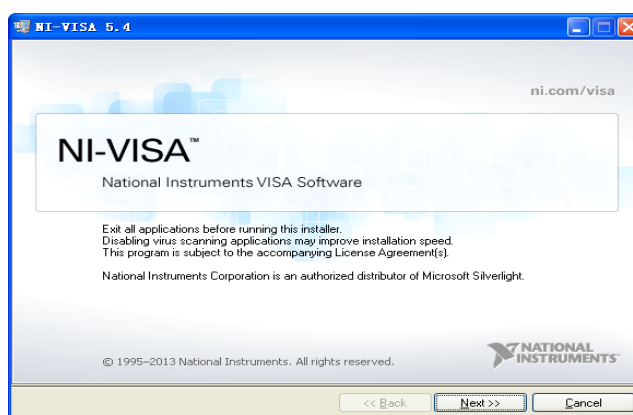 NI-VISA 5.4
ni.com/visa
NI-VISA™
National Instruments VISA Software
Exit all applications before running this installer.
Disabling virus scanning applications may improve installation speed.
This program is subject to the accompanying License Agreement(s).
National Instruments Corporation is an authorized distributor of Microsoft Silverlight.
© 1995–2013 National Instruments. All rights reserved.
NATIONAL
INSTRUMENTS™
<< Back Next >> Cancel